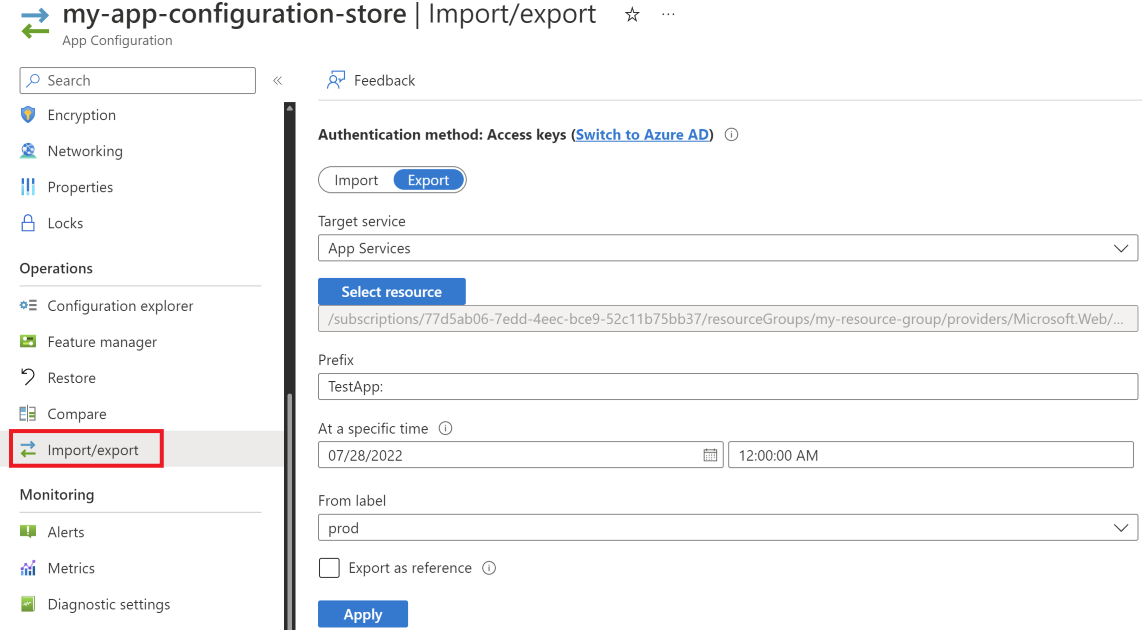 my-app-configuration-store | Import/export ☆ ···
App Configuration
Search «
Encryption
Networking
Properties
Locks
Operations
Configuration explorer
Feature manager
Restore
Compare
Import/export
Monitoring
Alerts
Metrics
Diagnostic settings
Feedback
Authentication method: Access keys (Switch to Azure AD)
Import Export
Target service
App Services
Select resource
/subscriptions/77d5ab06-7edd-4eec-bce9-52c11b75bb37/resourceGroups/my-resource-group/providers/Microsoft.Web/...
Prefix
TestApp:
At a specific time
07/28/2022 12:00:00 AM
From label
prod
Export as reference
Apply